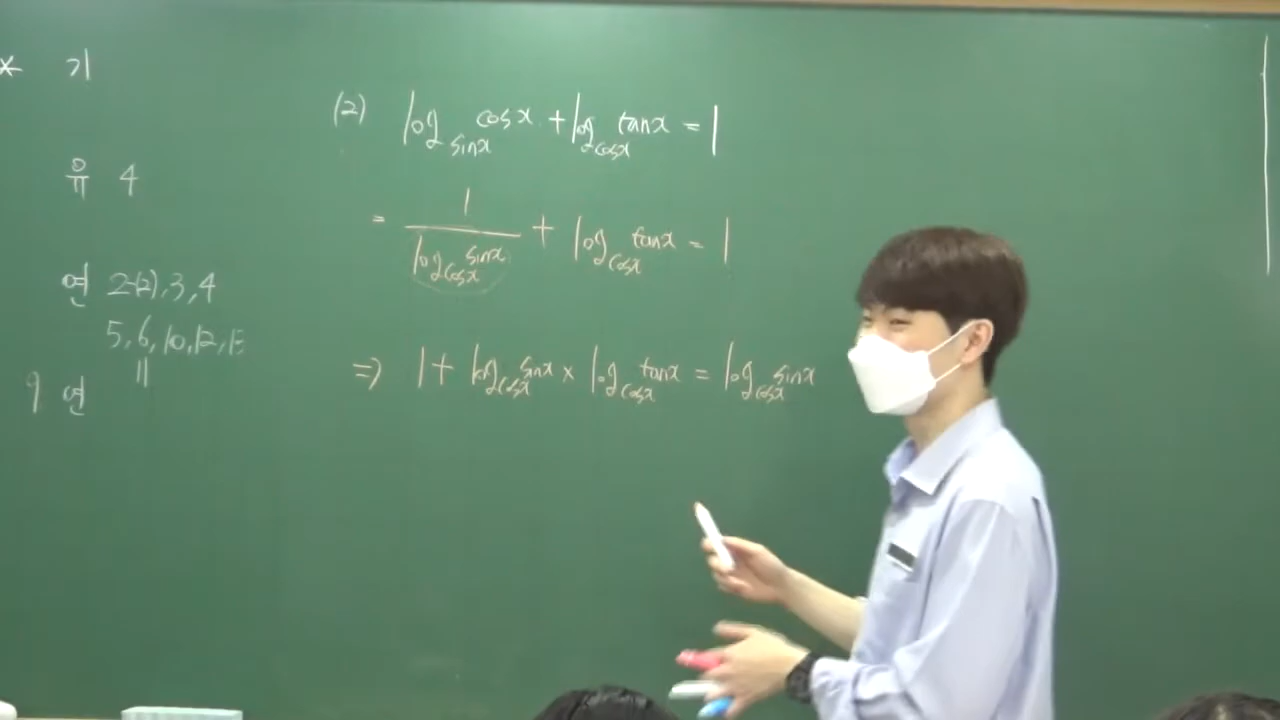 * 기
유 4
연 2-(2), 3, 4
5, 6, 10, 12, 15
11
9 연
(2) log_sinx cosx + log_cosx tanx = 1
= 1/(log_cosx sinx) + log_cosx tanx = 1
⇒ 1 + log_cosx sinx × log_cosx tanx = log_cosx sinx